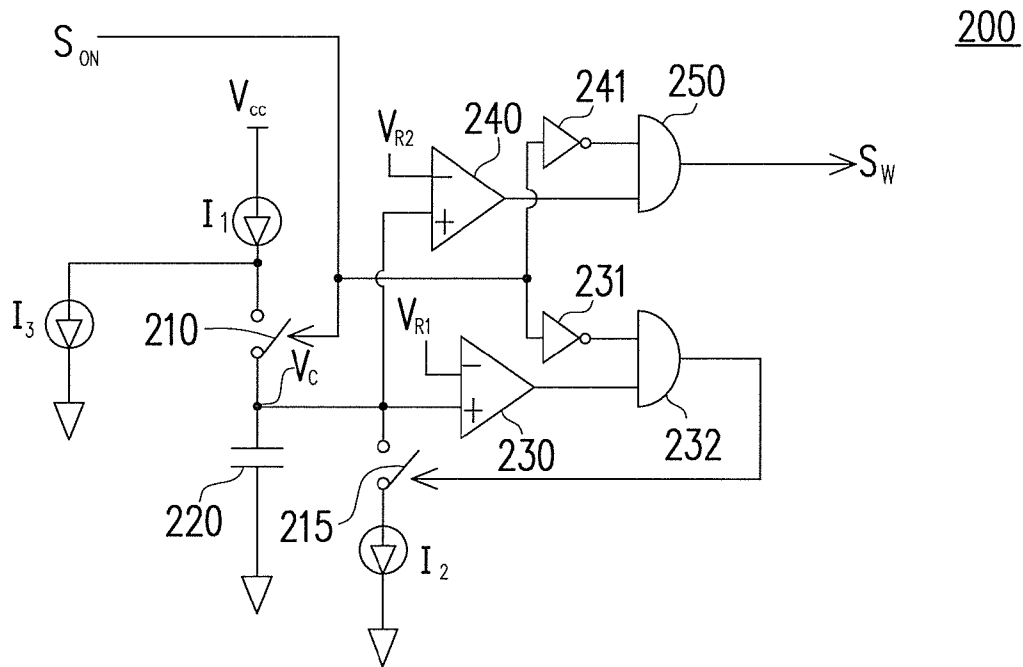 200
S_ON
V_cc
V_R2
240
241
250
S_W
−
+
I_1
I_3
210
V_C
V_R1
231
−
+
230
232
220
215
I_2